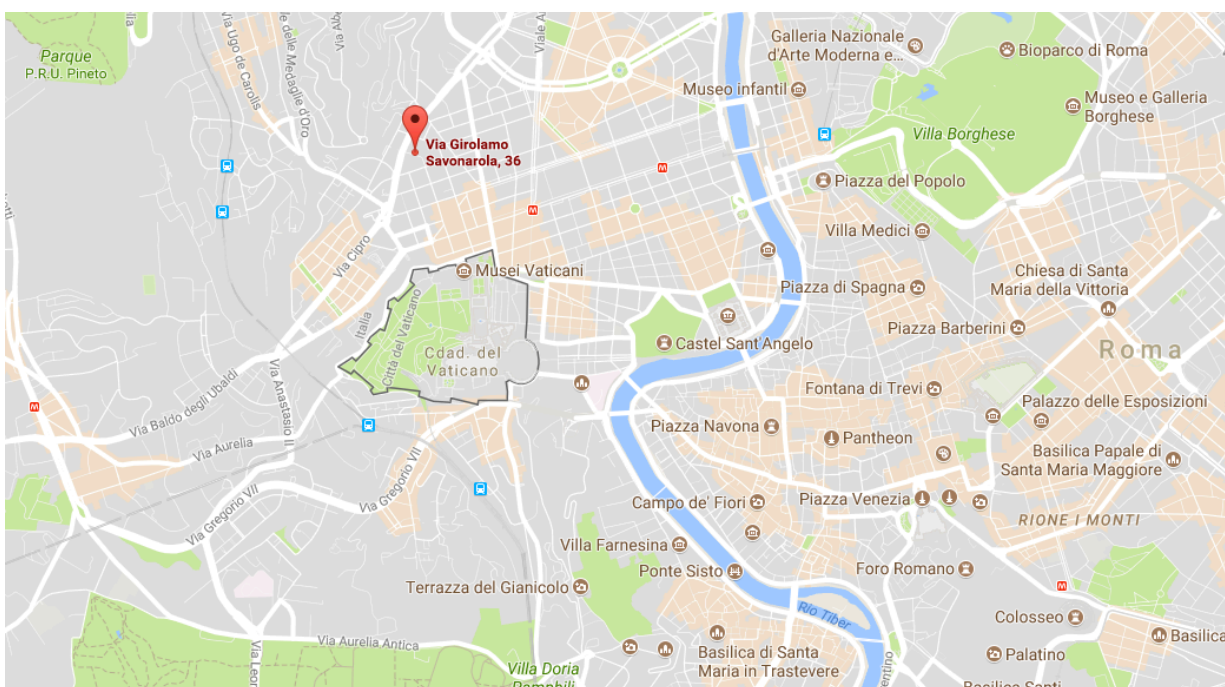 Parque
P.R.U. Pineto
Via Ugo de Carolis
Viale delle Medaglie d'Oro
Galleria Nazionale
d'Arte Moderna e...
Bioparco di Roma
Museo infantil
Museo e Galleria
Borghese
Villa Borghese
Via Girolamo
Savonarola, 36
Piazza del Popolo
Villa Medici
Via Cipro
Musei Vaticani
Chiesa di Santa
Maria della Vittoria
Piazza di Spagna
Piazza Barberini
Italia
Città del Vaticano
Castel Sant'Angelo
Roma
Cdad. del
Vaticano
Via Anastasio II
Via Baldo degli Ubaldi
Fontana di Trevi
Palazzo delle Esposizioni
Piazza Navona
Pantheon
Via Aurelia
Basilica Papale di
Santa Maria Maggiore
Via Gregorio VII
Via Gregorio VII
Campo de' Fiori
Piazza Venezia
RIONE I MONTI
Villa Farnesina
Ponte Sisto
Foro Romano
Terrazza del Gianicolo
Río Tiber
Colosseo
Via Aurelia Antica
Basilica
Basilica di Santa
Maria in Trastevere
Palatino
Villa Doria
Pamphili
Basilica Santi